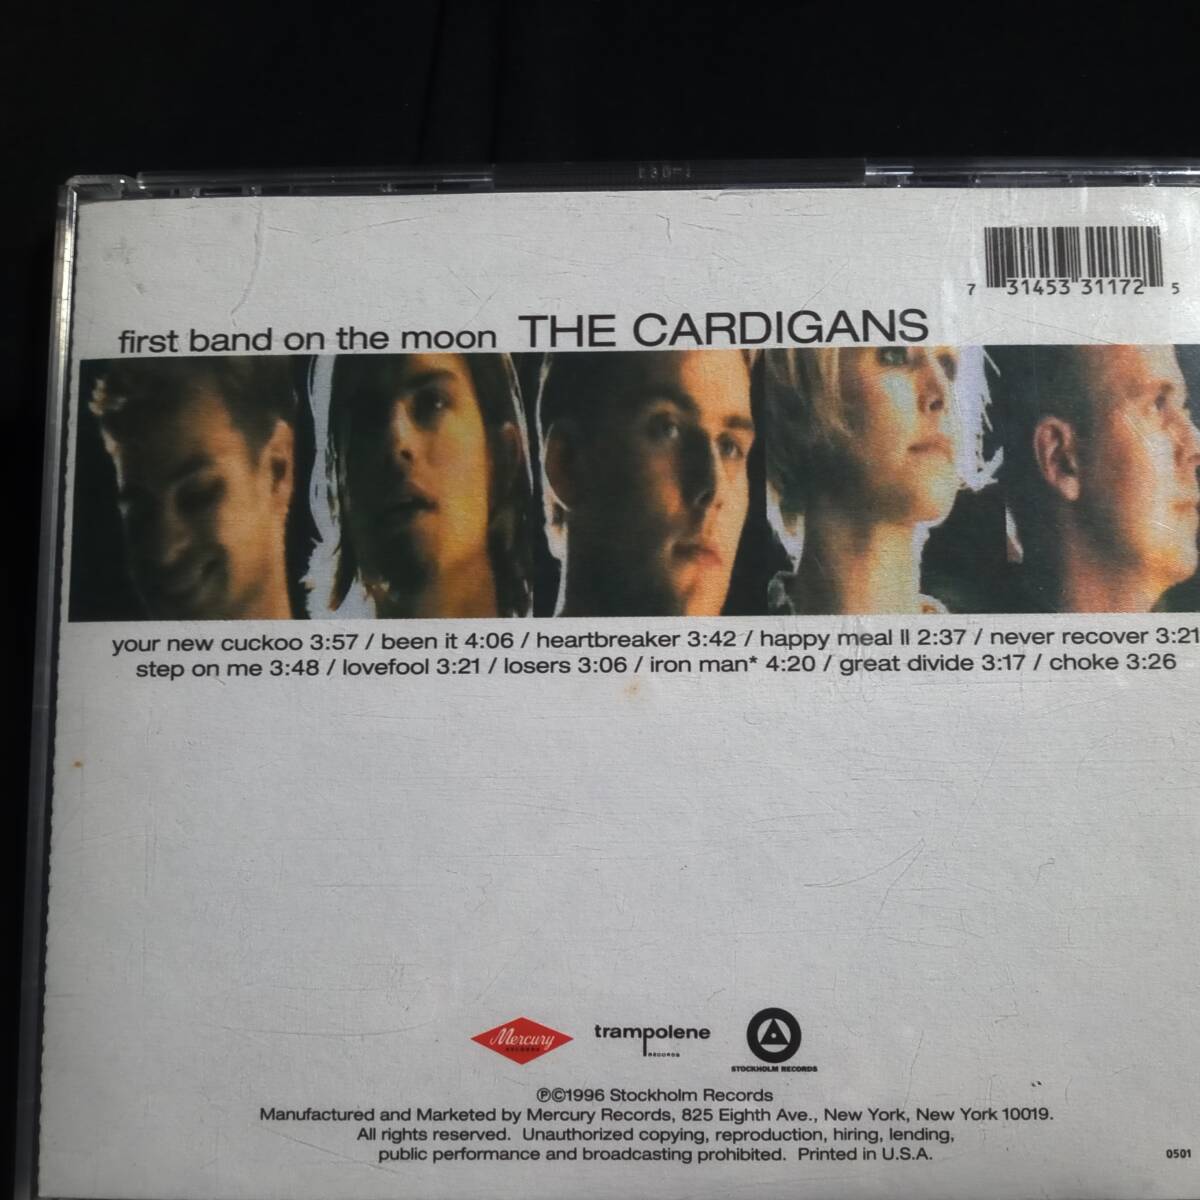 7 31453 31172 5
first band on the moon THE CARDIGANS
your new cuckoo 3:57 / been it 4:06 / heartbreaker 3:42 / happy meal II 2:37 / never recover 3:21
step on me 3:48 / lovefool 3:21 / losers 3:06 / iron man* 4:20 / great divide 3:17 / choke 3:26
Mercury
RECORDS
trampolene
RECORDS
STOCKHOLM RECORDS
℗©1996 Stockholm Records
Manufactured and Marketed by Mercury Records, 825 Eighth Ave., New York, New York 10019.
All rights reserved. Unauthorized copying, reproduction, hiring, lending,
public performance and broadcasting prohibited. Printed in U.S.A.
0501